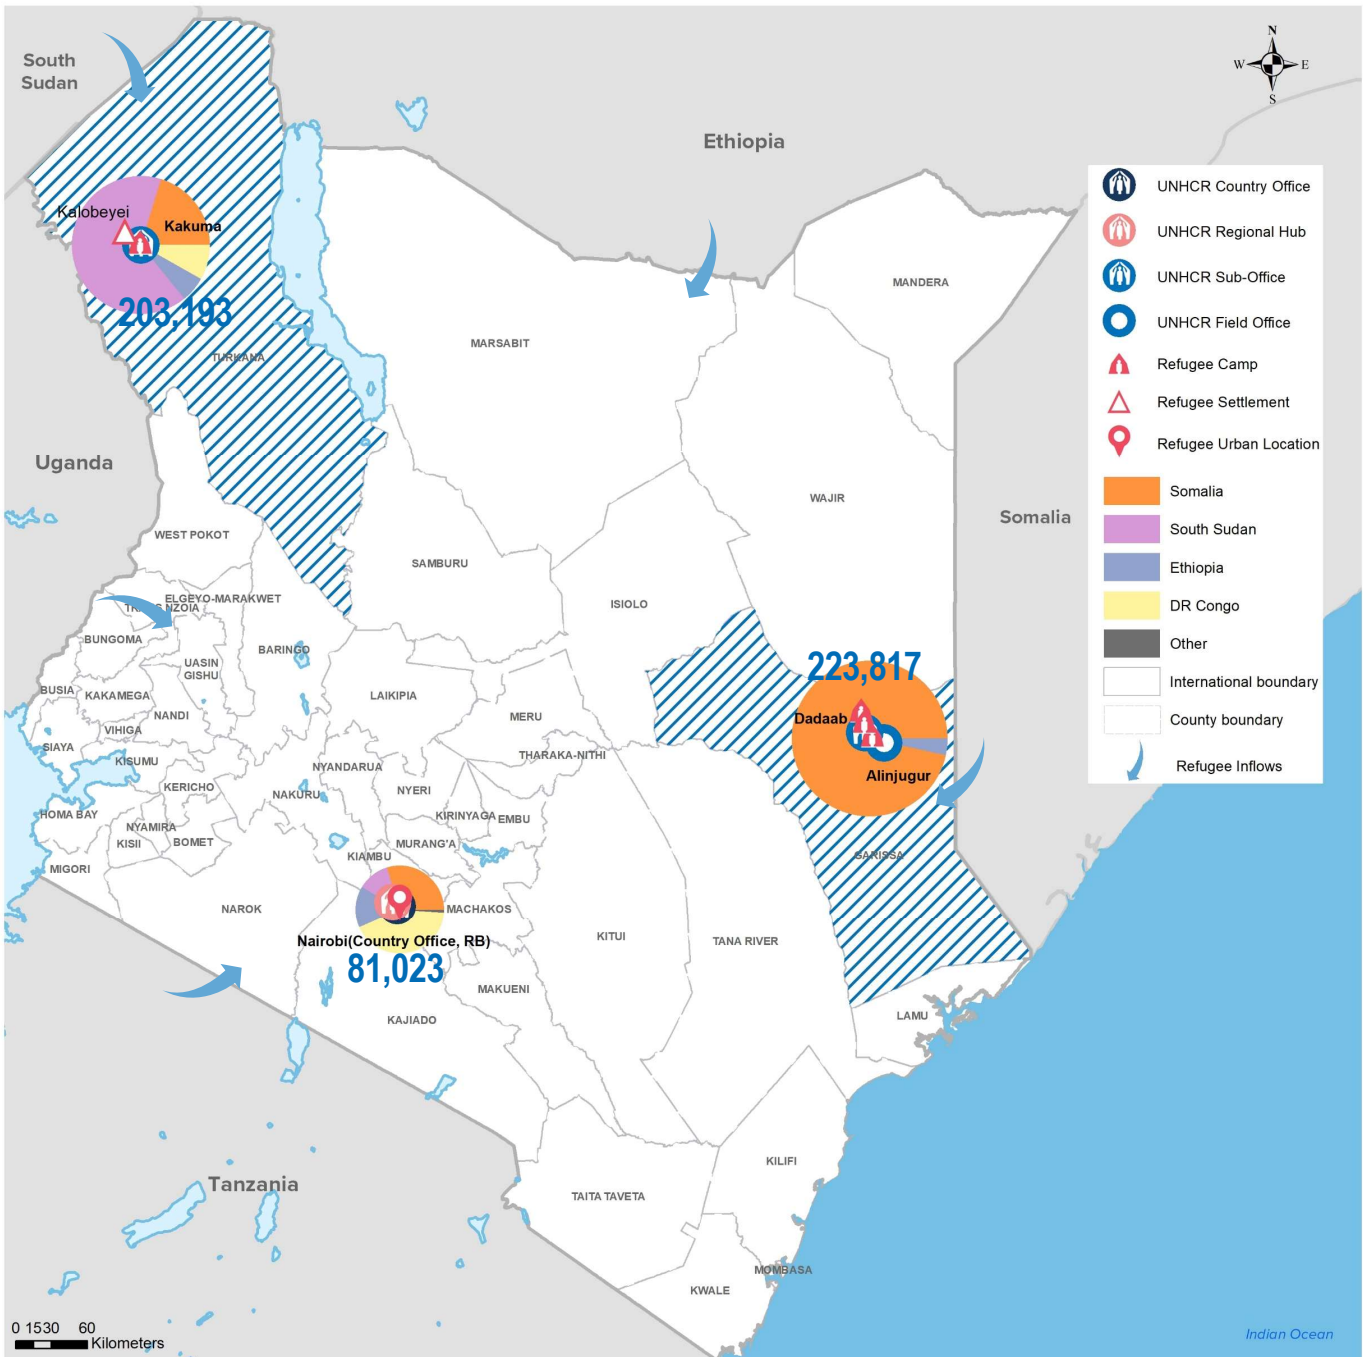 South
Sudan
N
W
E
S
Ethiopia
Kalobeyei
Kakuma
203,193
TURKANA
MARSABIT
MANDERA
Uganda
WAJIR
Somalia
WEST POKOT
SAMBURU
ISIOLO
ELGEYO-MARAKWET
NZOIA
BUNGOMA
BARINGO
UASIN
GISHU
BUSIA
KAKAMEGA
LAIKIPIA
NANDI
MERU
VIHIGA
SIAYA
KISUMU
THARAKA-NITHI
NYANDARUA
KERICHO
NYERI
NAKURU
HOMA BAY
KIRINYAGA
EMBU
NYAMIRA
KISII
BOMET
MURANG'A
KIAMBU
MIGORI
NAROK
MACHAKOS
Nairobi(Country Office, RB)
81,023
KITUI
TANA RIVER
MAKUENI
KAJIADO
223,817
Dadaab
Alinjugur
GARISSA
LAMU
KILIFI
Tanzania
TAITA TAVETA
MOMBASA
KWALE
Indian Ocean
0 1530 60
Kilometers
UNHCR Country Office
UNHCR Regional Hub
UNHCR Sub-Office
UNHCR Field Office
Refugee Camp
Refugee Settlement
Refugee Urban Location
Somalia
South Sudan
Ethiopia
DR Congo
Other
International boundary
County boundary
Refugee Inflows